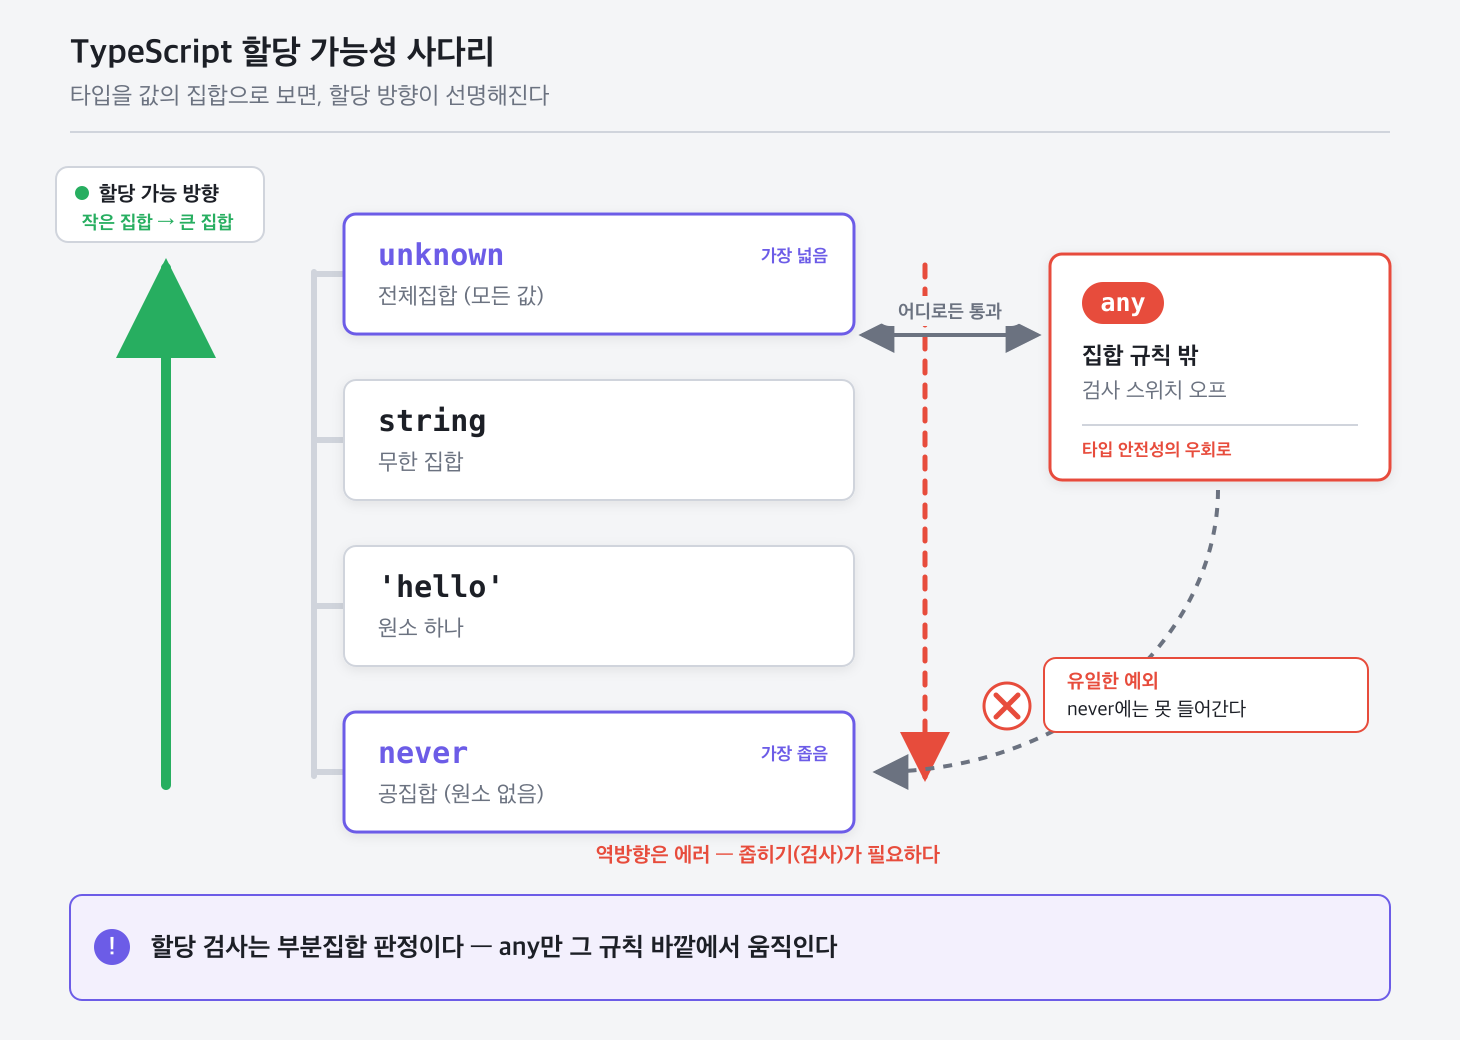 TypeScript 할당 가능성 사다리
타입을 값의 집합으로 보면, 할당 방향이 선명해진다
할당 가능 방향
작은 집합 → 큰 집합
unknown
가장 넓음
전체집합 (모든 값)
string
무한 집합
'hello'
원소 하나
never
가장 좁음
공집합 (원소 없음)
어디로든 통과
any
집합 규칙 밖
검사 스위치 오프
타입 안전성의 우회로
유일한 예외
never에는 못 들어간다
역방향은 에러 — 좁히기(검사)가 필요하다
! 할당 검사는 부분집합 판정이다 — any만 그 규칙 바깥에서 움직인다